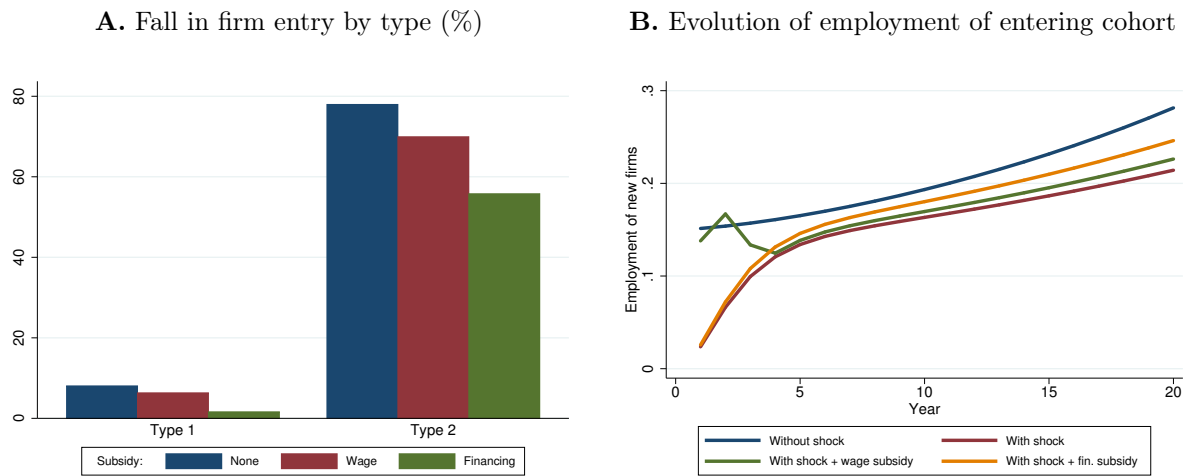 A. Fall in firm entry by type (%)
80
60
40
20
0
Type 1
Type 2
Subsidy:
None
Wage
Financing
B. Evolution of employment of entering cohort
Employment of new firms
.3
.2
.1
0
0
5
10
15
20
Year
Without shock
With shock
With shock + wage subsidy
With shock + fin. subsidy